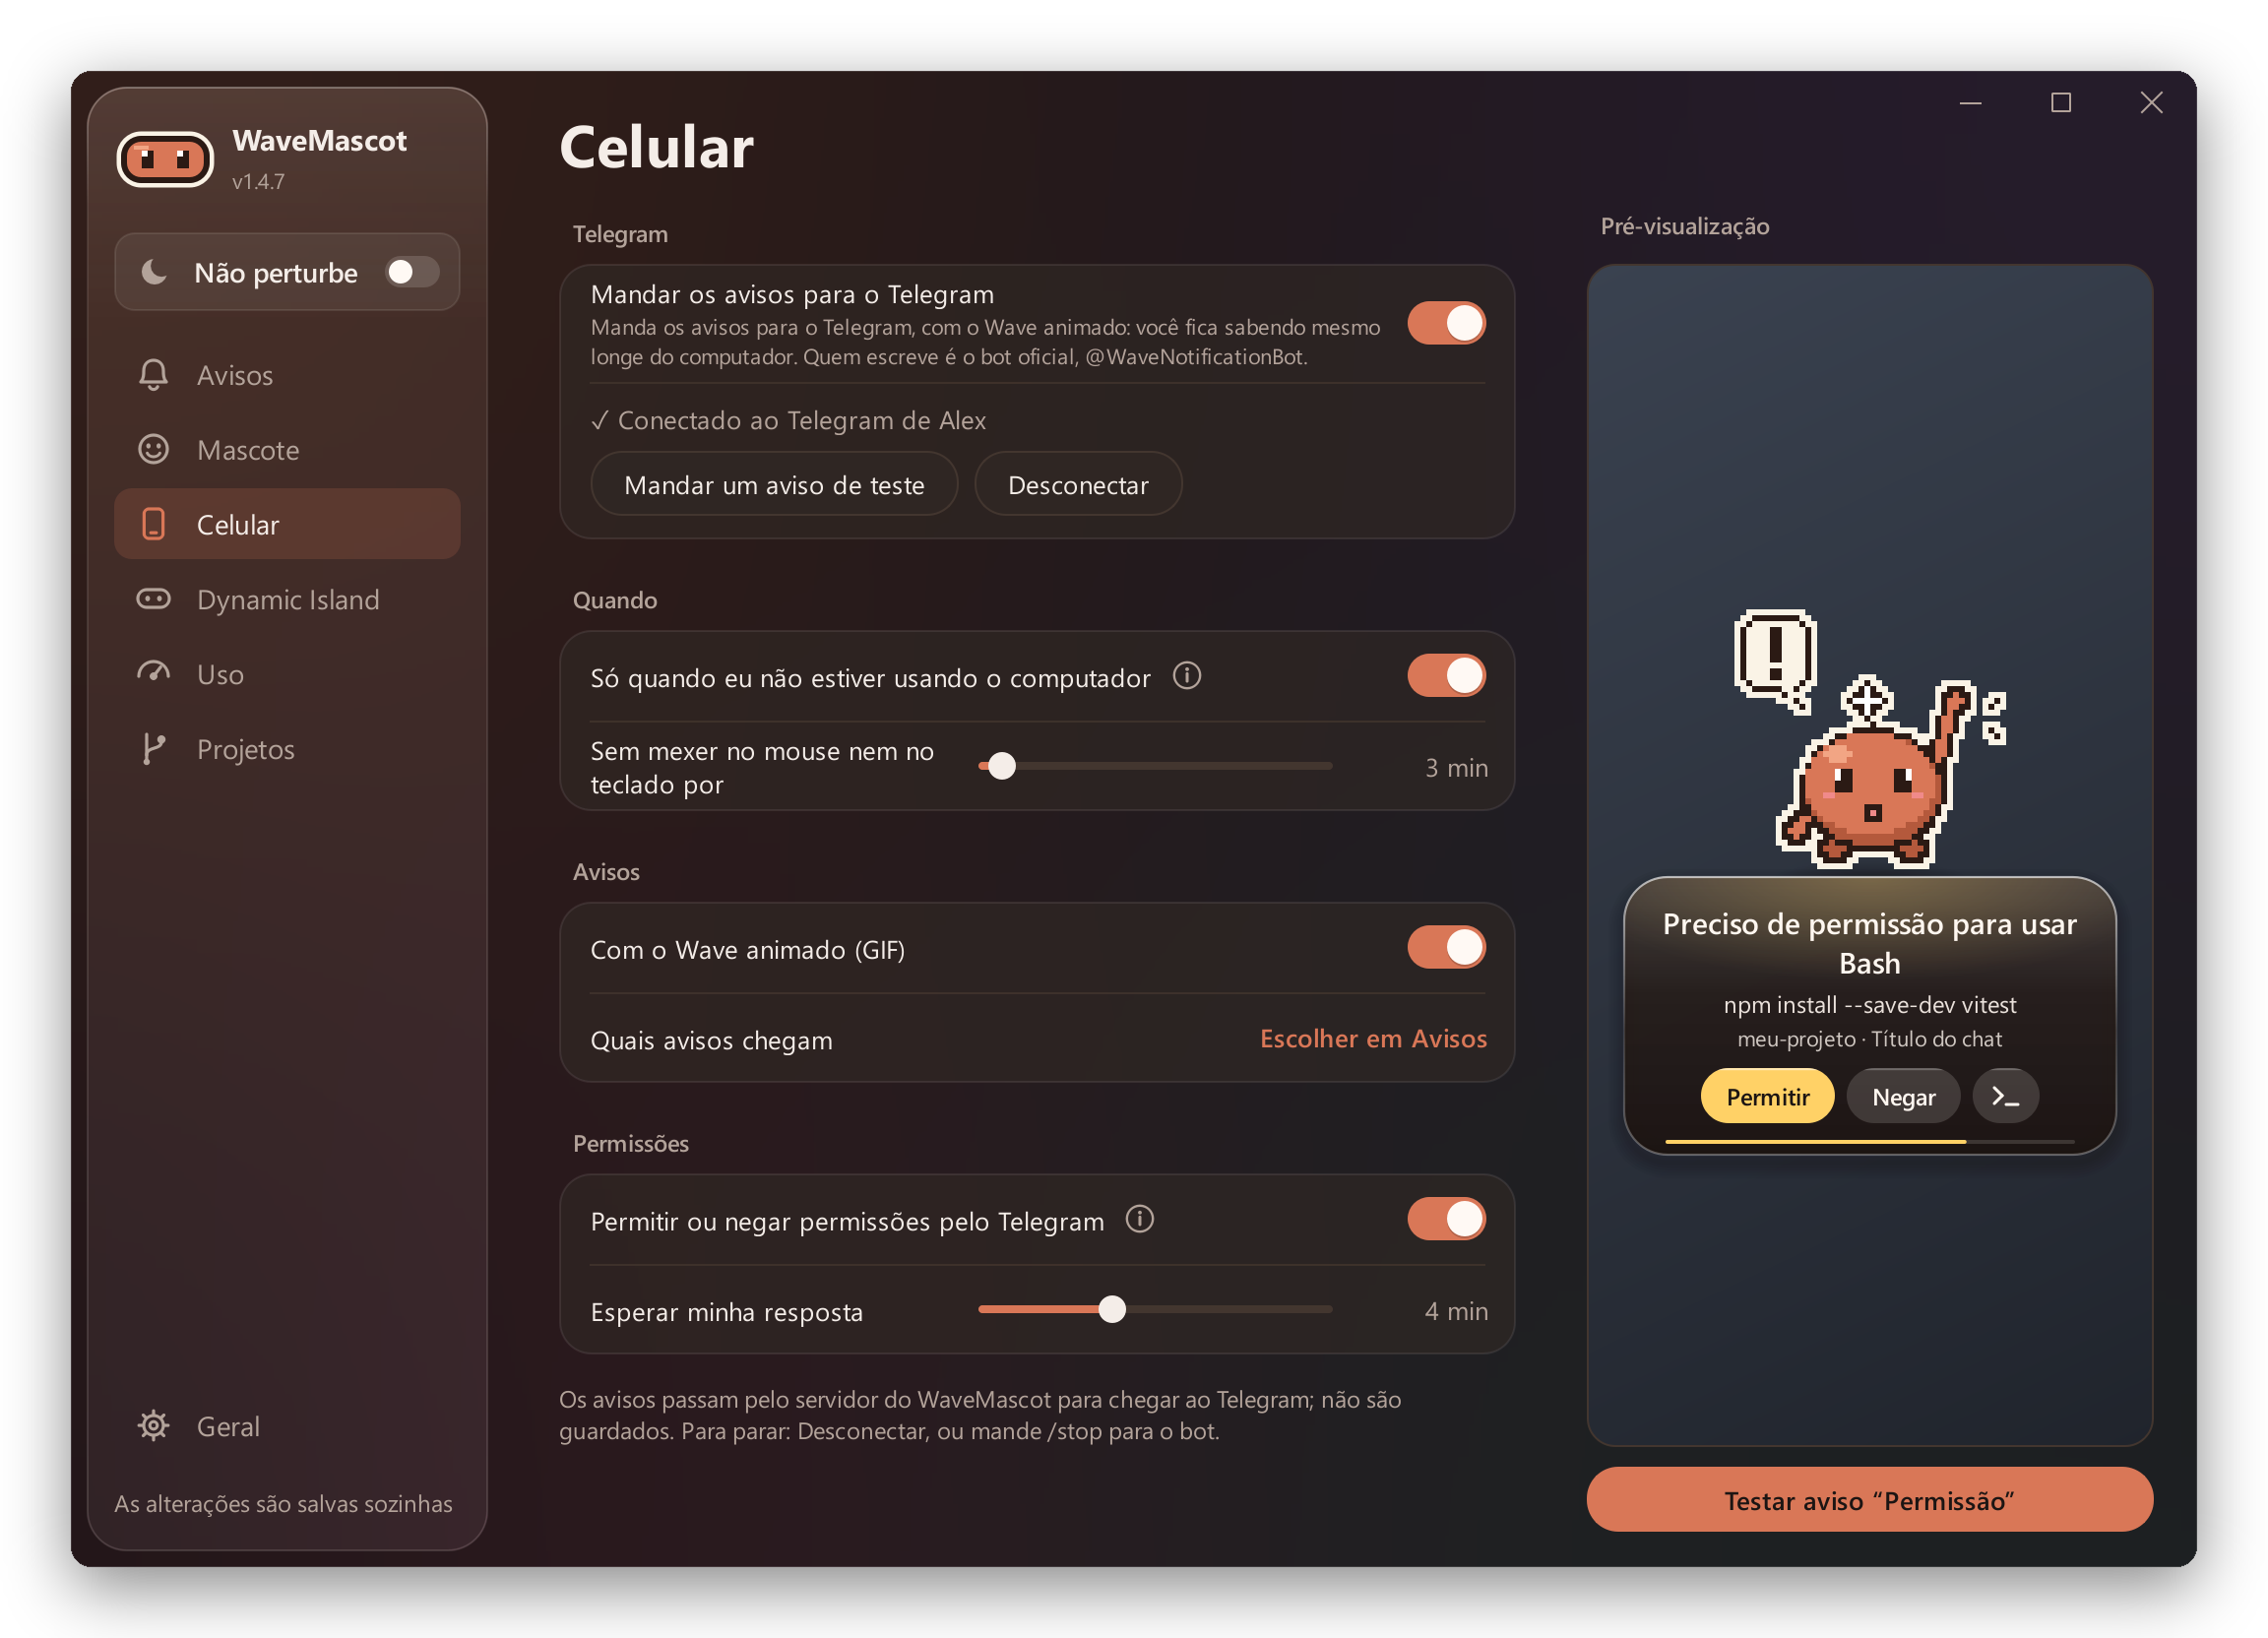 WaveMascot
v1.4.7
Não perturbe
Avisos
Mascote
Celular
Dynamic Island
Uso
Projetos
Geral
As alterações são salvas sozinhas
Celular
Telegram
Mandar os avisos para o Telegram
Manda os avisos para o Telegram, com o Wave animado: você fica sabendo mesmo
longe do computador. Quem escreve é o bot oficial, @WaveNotificationBot.
✓ Conectado ao Telegram de Alex
Mandar um aviso de teste
Desconectar
Quando
Só quando eu não estiver usando o computador
Sem mexer no mouse nem no
teclado por
3 min
Avisos
Com o Wave animado (GIF)
Quais avisos chegam
Escolher em Avisos
Permissões
Permitir ou negar permissões pelo Telegram
Esperar minha resposta
4 min
Os avisos passam pelo servidor do WaveMascot para chegar ao Telegram; não são
guardados. Para parar: Desconectar, ou mande /stop para o bot.
Pré-visualização
!
Preciso de permissão para usar
Bash
npm install --save-dev vitest
meu-projeto · Título do chat
Permitir
Negar
Testar aviso “Permissão”